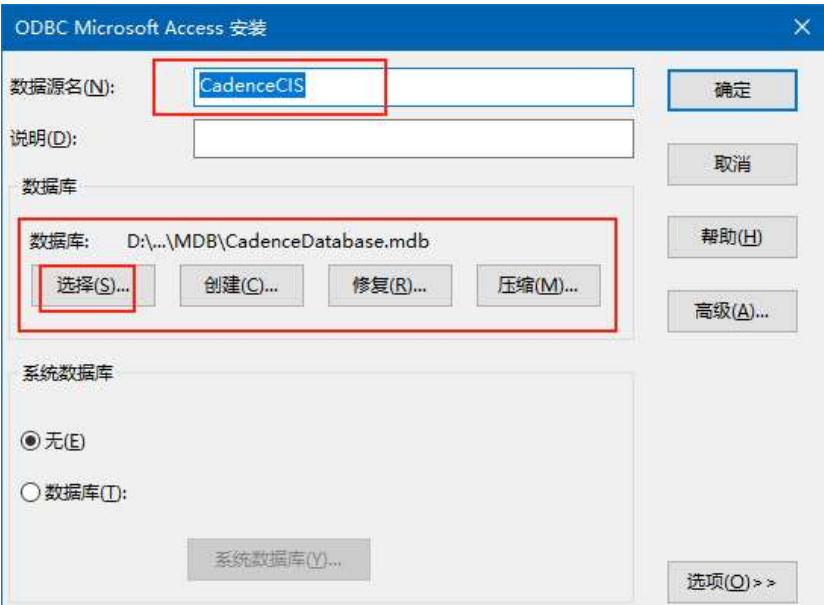 ODBC Microsoft Access 安装
数据源名(N):
CadenceCIS
确定
说明(D):
取消
数据库
数据库: D:\...\MDB\CadenceDatabase.mdb
帮助(H)
选择(S)... 创建(C)... 修复(R)... 压缩(M)...
高级(A)...
系统数据库
无(E)
数据库(T):
系统数据库(Y)...
选项(O)>>